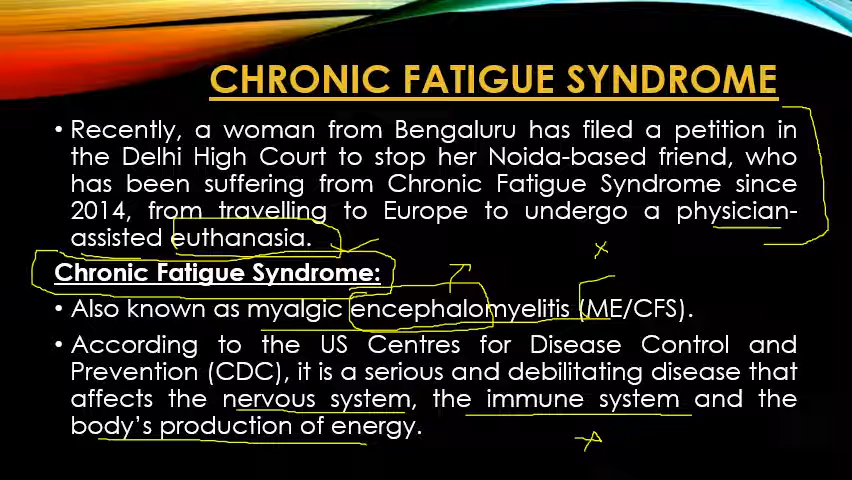 CHRONIC FATIGUE SYNDROME
• Recently, a woman from Bengaluru has filed a petition in
the Delhi High Court to stop her Noida-based friend, who
has been suffering from Chronic Fatigue Syndrome since
2014, from travelling to Europe to undergo a physician-
assisted euthanasia.
Chronic Fatigue Syndrome:
• Also known as myalgic encephalomyelitis (ME/CFS).
• According to the US Centres for Disease Control and
Prevention (CDC), it is a serious and debilitating disease that
affects the nervous system, the immune system and the
body's production of energy.